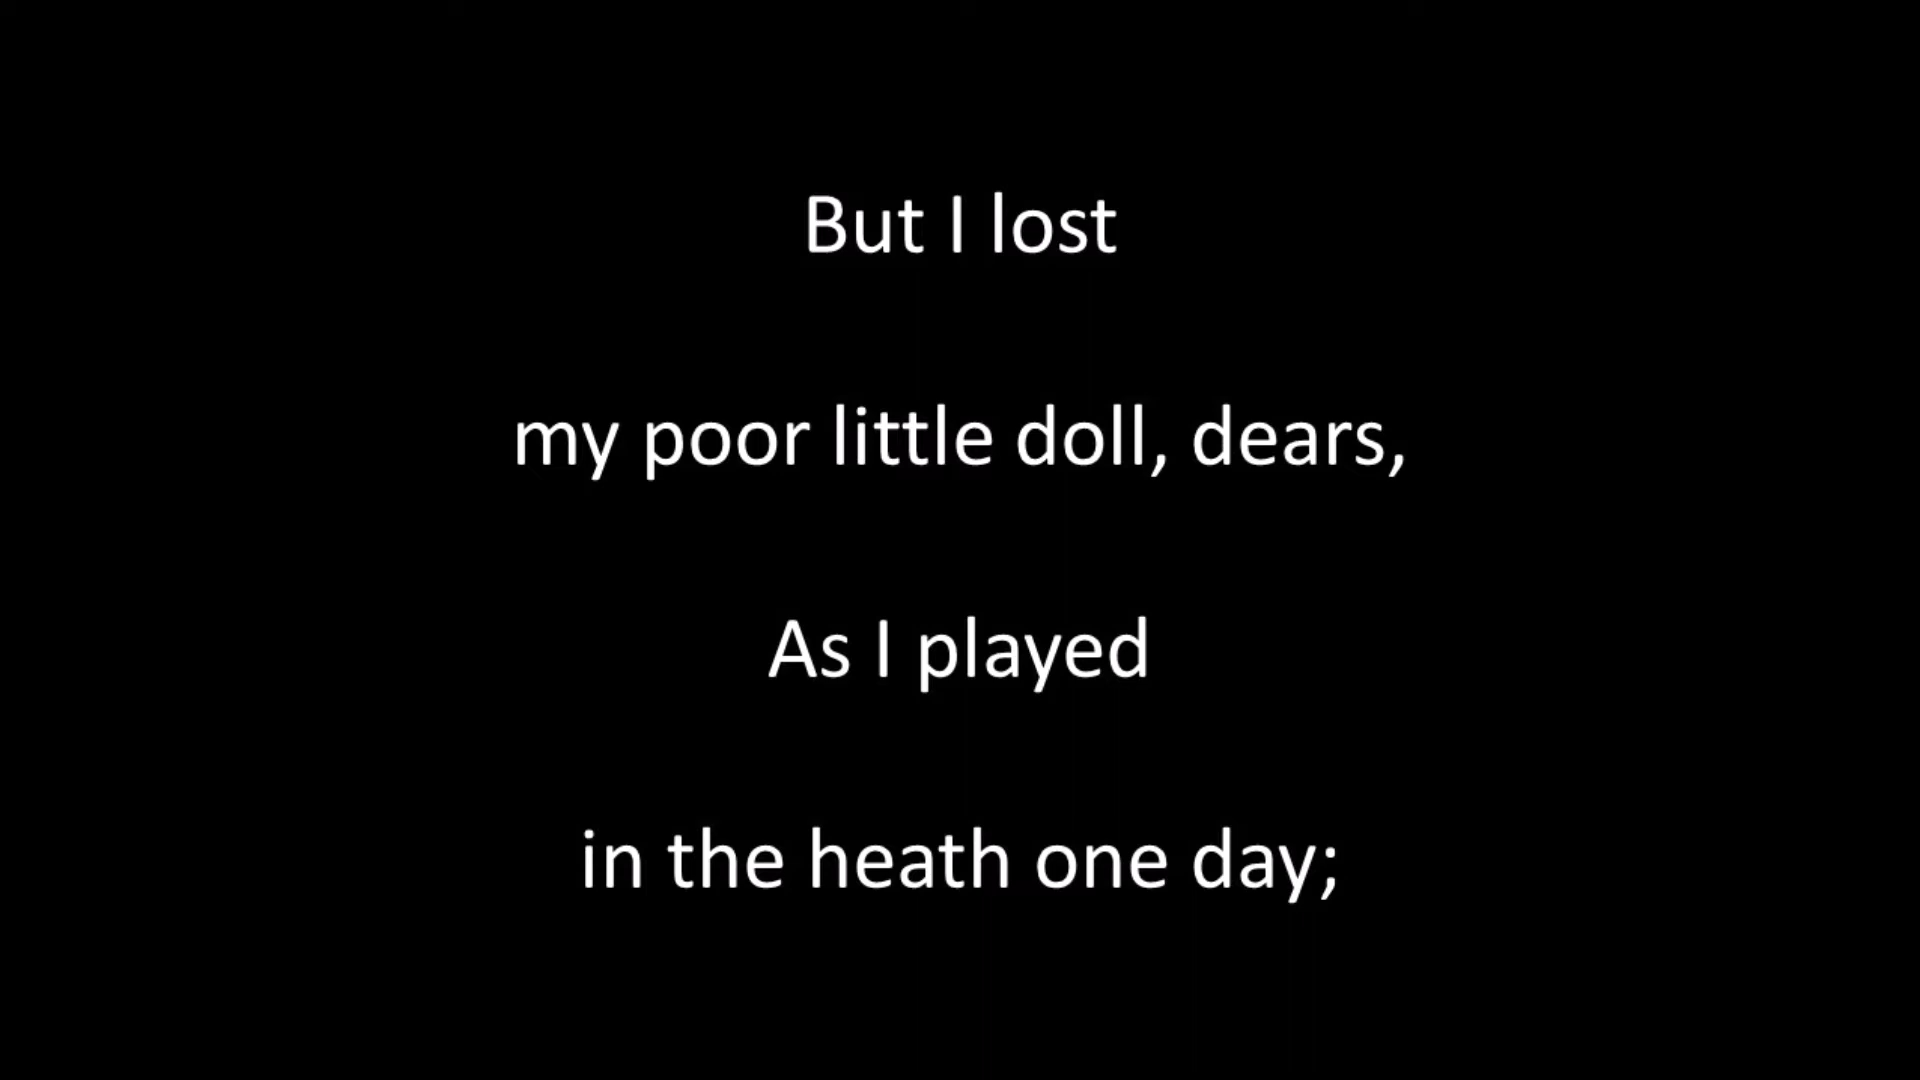 But I lost
my poor little doll, dears,
As I played
in the heath one day;